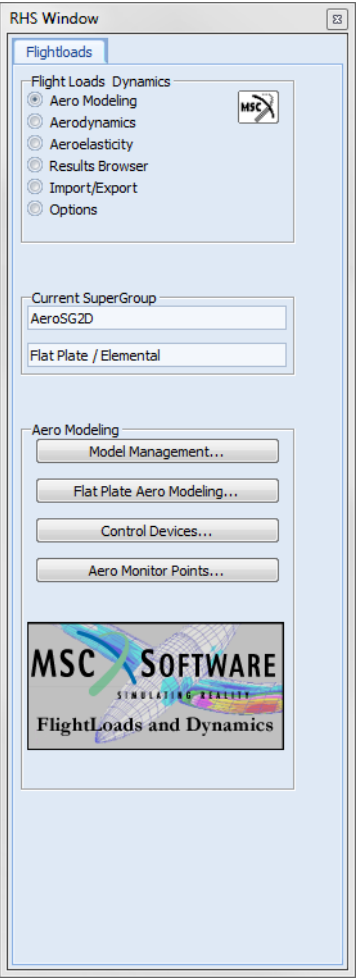 RHS Window
Flightloads
Flight Loads Dynamics
Aero Modeling
MSC
Aerodynamics
Aeroelasticity
Results Browser
Import/Export
Options
Current SuperGroup
AeroSG2D
Flat Plate / Elemental
Aero Modeling
Model Management...
Flat Plate Aero Modeling...
Control Devices...
Aero Monitor Points...
MSC SOFTWARE
SIMULATING REALITY
FlightLoads and Dynamics